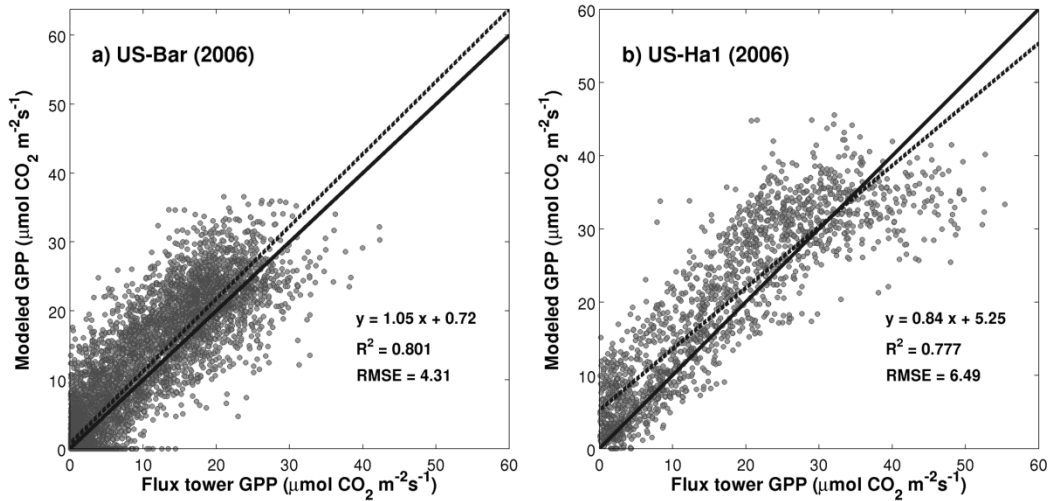 a) US-Bar (2006)
Modeled GPP (μmol CO₂ m⁻²s⁻¹)
60
50
40
30
20
10
0
y = 1.05 x + 0.72
R² = 0.801
RMSE = 4.31
0 10 20 30 40 50 60
Flux tower GPP (μmol CO₂ m⁻²s⁻¹)
b) US-Ha1 (2006)
Modeled GPP (μmol CO₂ m⁻²s⁻¹)
60
50
40
30
20
10
0
y = 0.84 x + 5.25
R² = 0.777
RMSE = 6.49
0 10 20 30 40 50 60
Flux tower GPP (μmol CO₂ m⁻²s⁻¹)